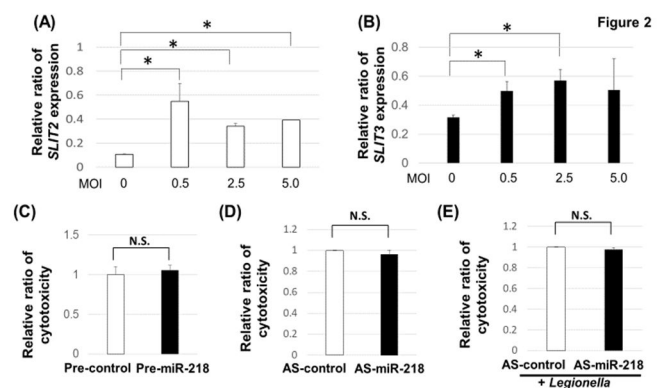 Figure 2
(A)
Relative ratio of
SLIT2 expression
1
0.8
0.6
0.4
0.2
0
*
*
*
MOI 0 0.5 2.5 5.0
(B)
Relative ratio of
SLIT3 expression
0.8
0.6
0.4
0.2
0
*
*
MOI 0 0.5 2.5 5.0
(C)
Relative ratio of
cytotoxicity
1.5
1
0.5
0
N.S.
Pre-control Pre-miR-218
(D)
Relative ratio of
cytotoxicity
1.2
1
0.8
0.6
0.4
0.2
0
N.S.
AS-control AS-miR-218
(E)
Relative ratio of
cytotoxicity
1.2
1
0.8
0.6
0.4
0.2
0
N.S.
AS-control AS-miR-218
+ Legionella